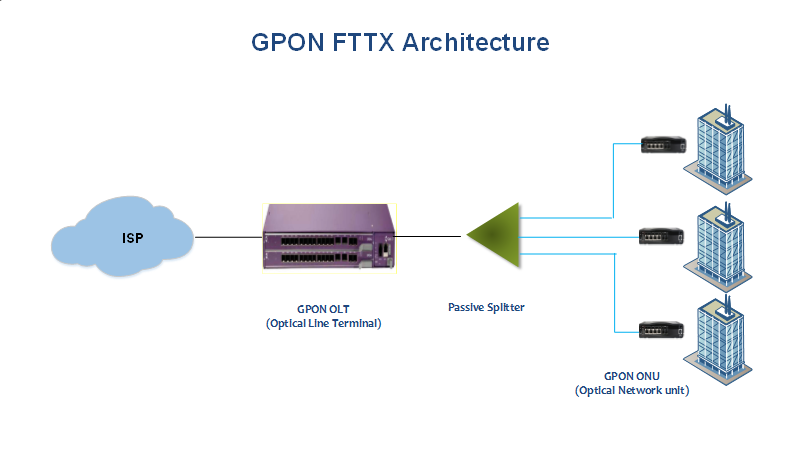 GPON FTTX Architecture
ISP
GPON OLT
(Optical Line Terminal)
Passive Splitter
GPON ONU
(Optical Network unit)